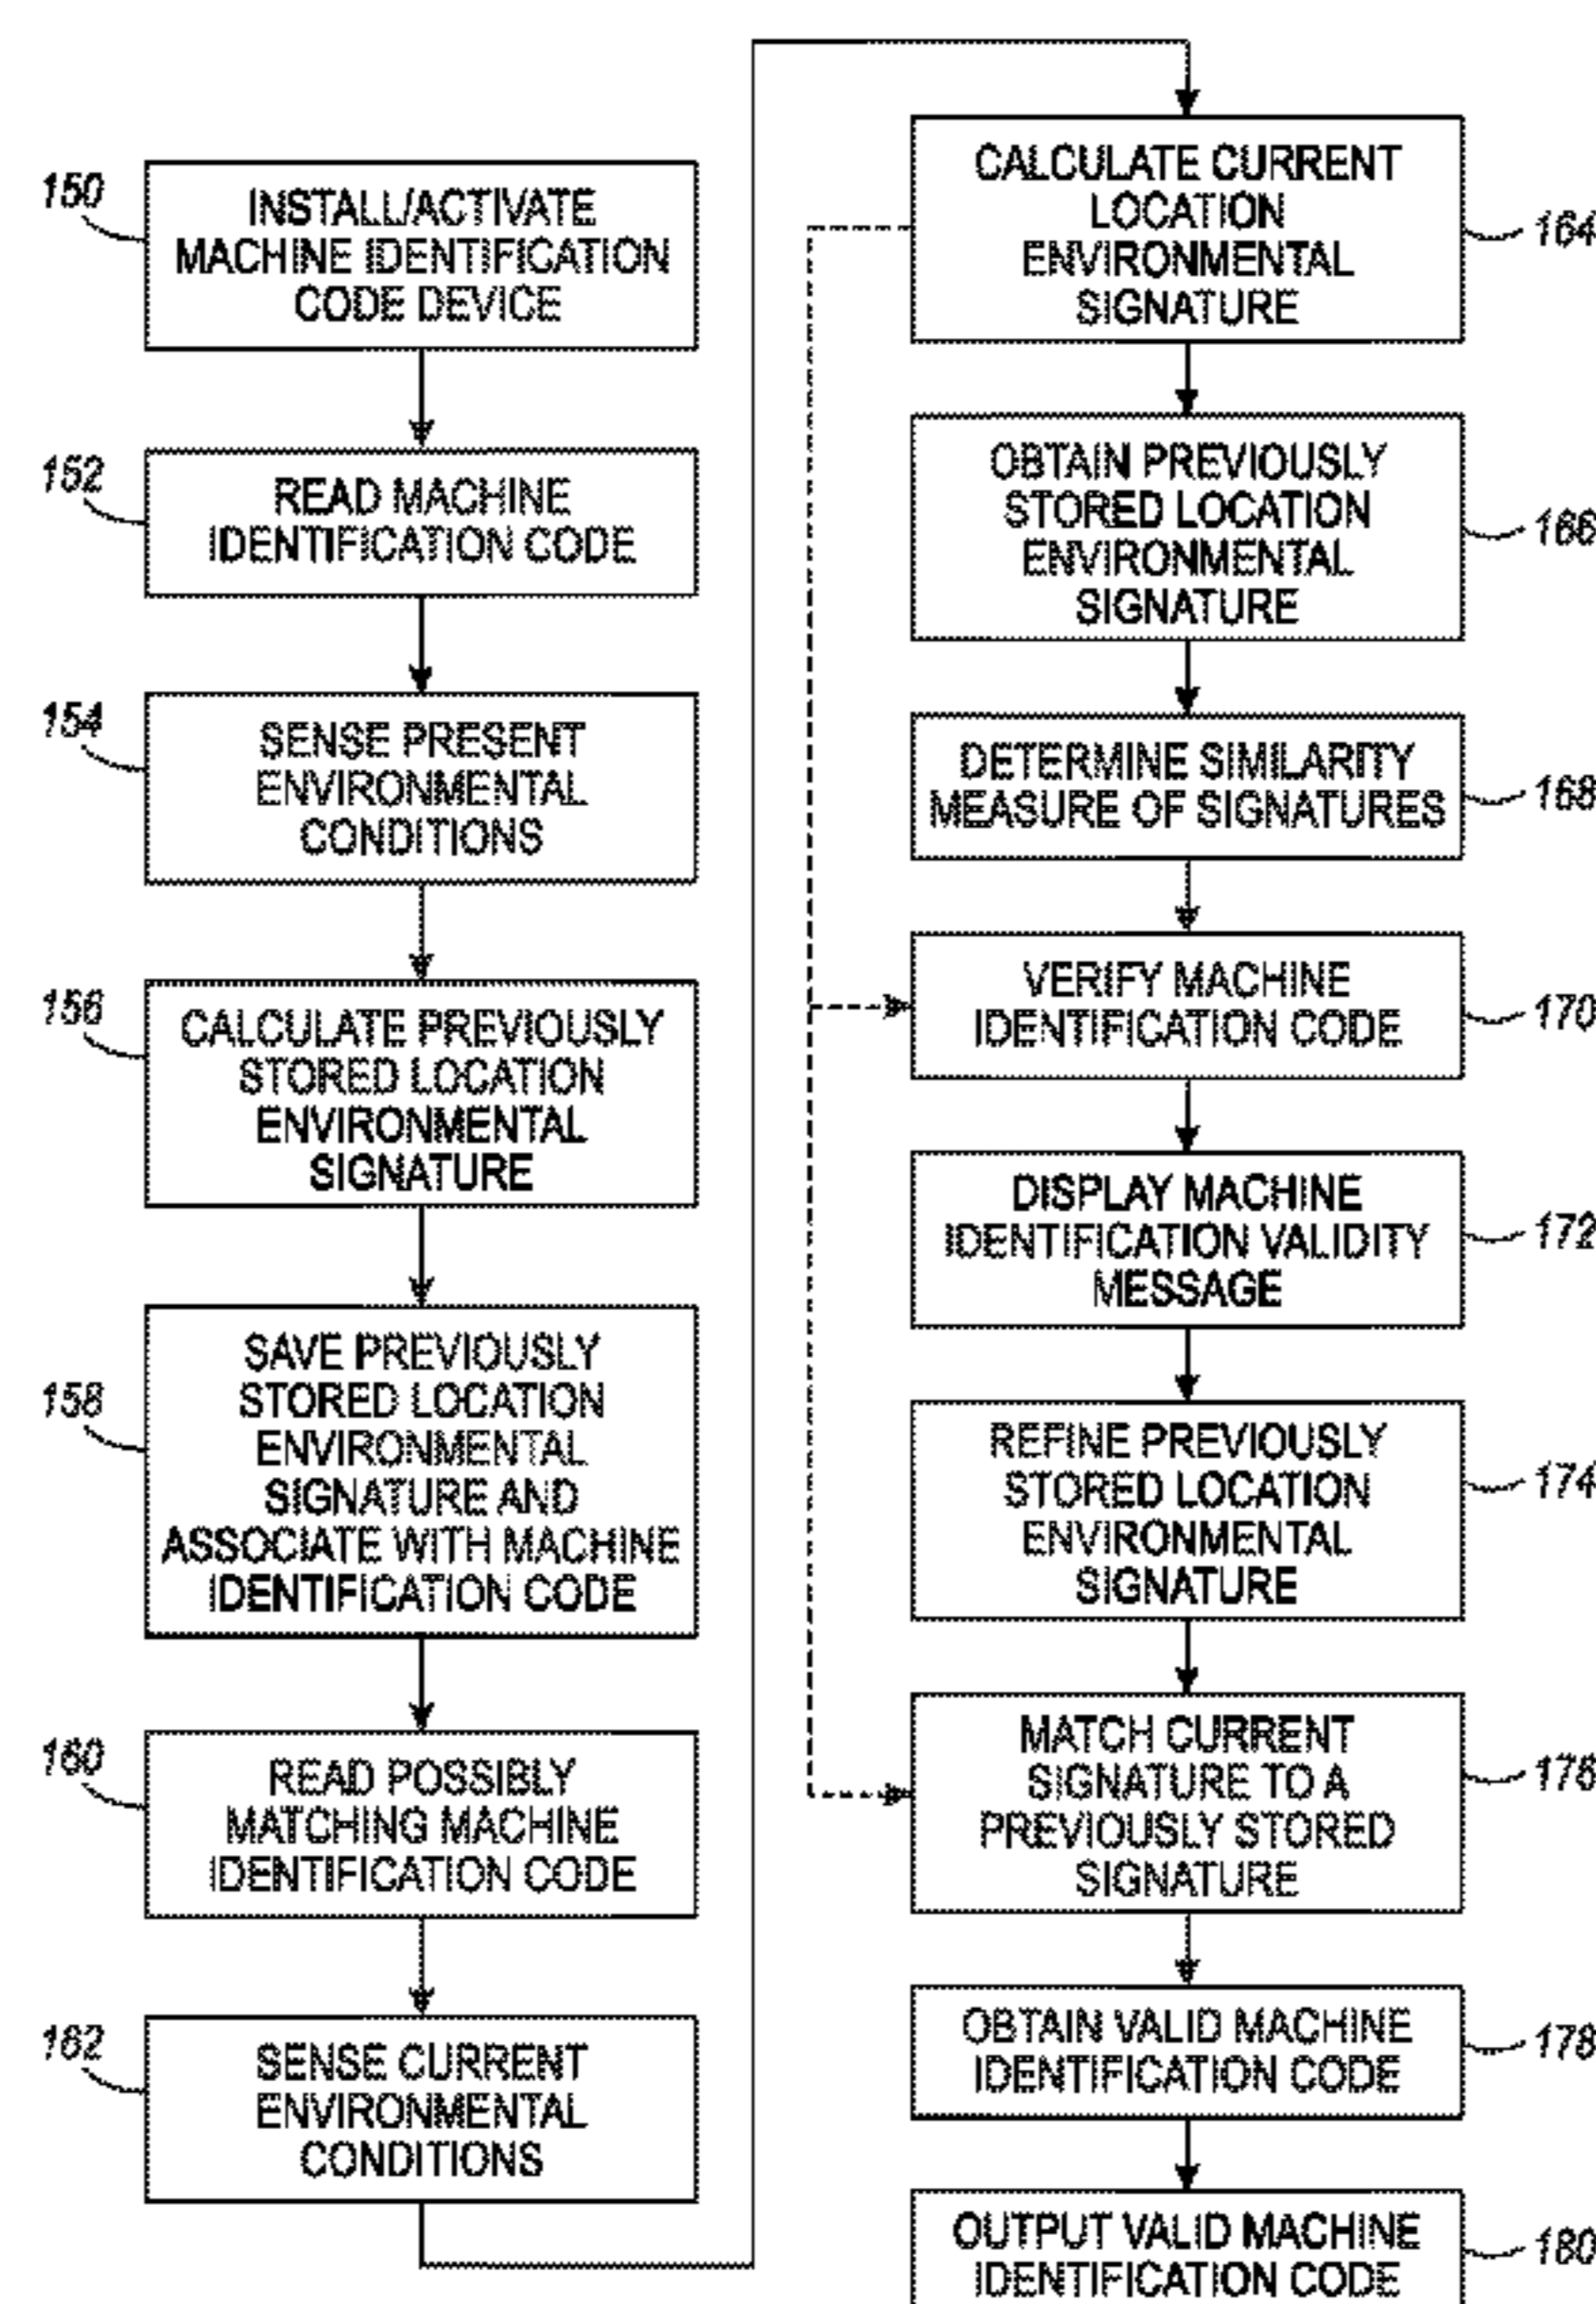 150
INSTALL/ACTIVATE
MACHINE IDENTIFICATION
CODE DEVICE
152
READ MACHINE
IDENTIFICATION CODE
154
SENSE PRESENT
ENVIRONMENTAL
CONDITIONS
156
CALCULATE PREVIOUSLY
STORED LOCATION
ENVIRONMENTAL
SIGNATURE
158
SAVE PREVIOUSLY
STORED LOCATION
ENVIRONMENTAL
SIGNATURE AND
ASSOCIATE WITH MACHINE
IDENTIFICATION CODE
160
READ POSSIBLY
MATCHING MACHINE
IDENTIFICATION CODE
162
SENSE CURRENT
ENVIRONMENTAL
CONDITIONS
CALCULATE CURRENT
LOCATION
ENVIRONMENTAL
SIGNATURE
164
OBTAIN PREVIOUSLY
STORED LOCATION
ENVIRONMENTAL
SIGNATURE
166
DETERMINE SIMILARITY
MEASURE OF SIGNATURES
168
VERIFY MACHINE
IDENTIFICATION CODE
170
DISPLAY MACHINE
IDENTIFICATION VALIDITY
MESSAGE
172
REFINE PREVIOUSLY
STORED LOCATION
ENVIRONMENTAL
SIGNATURE
174
MATCH CURRENT
SIGNATURE TO A
PREVIOUSLY STORED
SIGNATURE
176
OBTAIN VALID MACHINE
IDENTIFICATION CODE
178
OUTPUT VALID MACHINE
IDENTIFICATION CODE
180